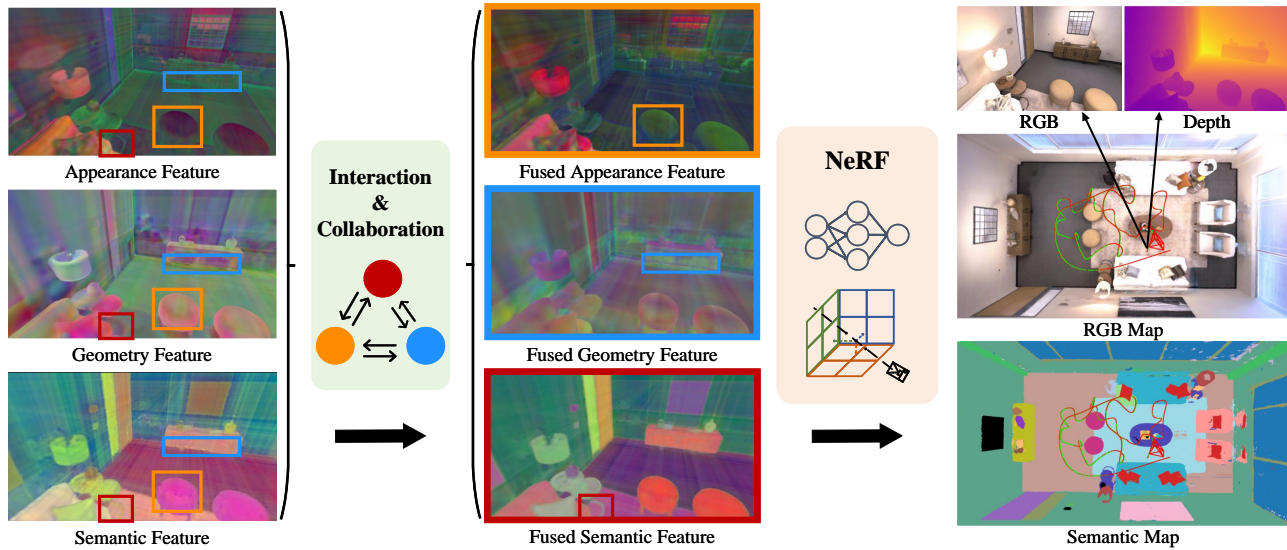 Appearance Feature
Geometry Feature
Semantic Feature
Interaction
&
Collaboration
Fused Appearance Feature
Fused Geometry Feature
Fused Semantic Feature
NeRF
RGB
Depth
RGB Map
Semantic Map